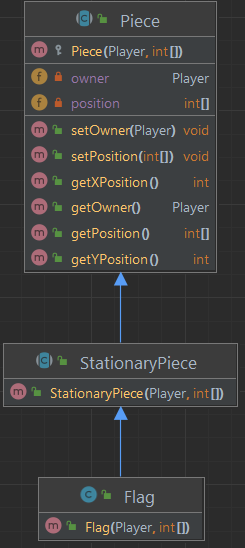 Piece
Piece(Player, int[])
owner Player
position int[]
setOwner(Player) void
setPosition(int[]) void
getXPosition() int
getOwner() Player
getPosition() int[]
getYPosition() int
StationaryPiece
StationaryPiece(Player, int[])
Flag
Flag(Player, int[])